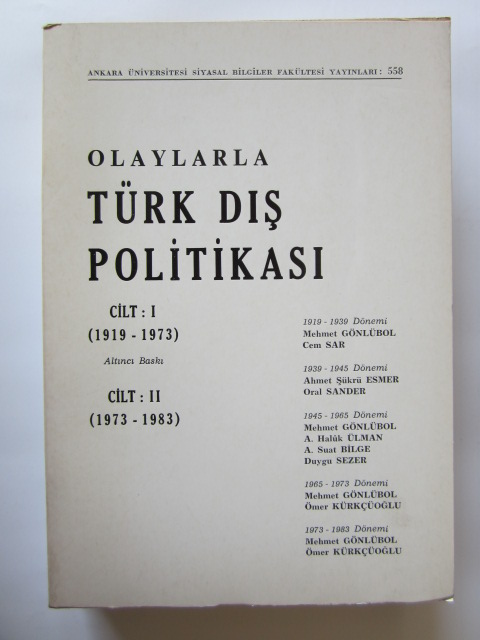 ANKARA ÜNİVERSİTESİ SİYASAL BİLGİLER FAKÜLTESİ YAYINLARI: 558
OLAYLARLA
TÜRK DIŞ
POLİTİKASI
CİLT : I
(1919 - 1973)
Altıncı Baskı
CİLT : II
(1973 - 1983)
1919 - 1939 Dönemi
Mehmet GÖNLÜBOL
Cem SAR
1939 - 1945 Dönemi
Ahmet Şükrü ESMER
Oral SANDER
1945 - 1965 Dönemi
Mehmet GÖNLÜBOL
A. Halûk ÜLMAN
A. Suat BİLGE
Duygu SEZER
1965 - 1973 Dönemi
Mehmet GÖNLÜBOL
Ömer KÜRKÇÜOĞLU
1973 - 1983 Dönemi
Mehmet GÖNLÜBOL
Ömer KÜRKÇÜOĞLU